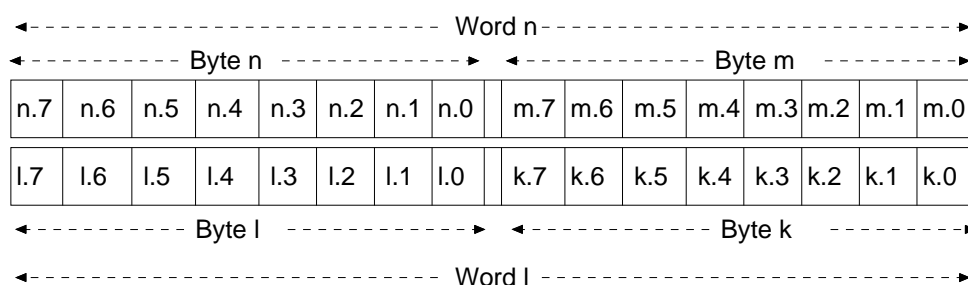 Word n
Byte n Byte m
n.7 n.6 n.5 n.4 n.3 n.2 n.1 n.0 m.7 m.6 m.5 m.4 m.3 m.2 m.1 m.0
l.7 l.6 l.5 l.4 l.3 l.2 l.1 l.0 k.7 k.6 k.5 k.4 k.3 k.2 k.1 k.0
Byte l Byte k
Word l